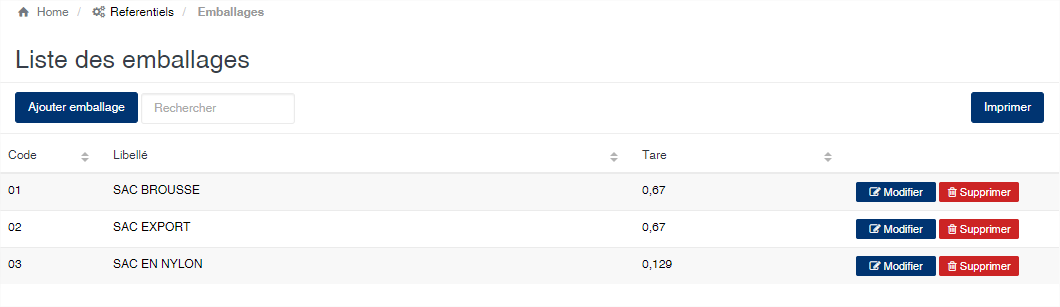 Home / Referentiels / Emballages
Liste des emballages
Ajouter emballage Rechercher Imprimer
Code Libellé Tare
01 SAC BROUSSE 0,67 Modifier Supprimer
02 SAC EXPORT 0,67 Modifier Supprimer
03 SAC EN NYLON 0,129 Modifier Supprimer